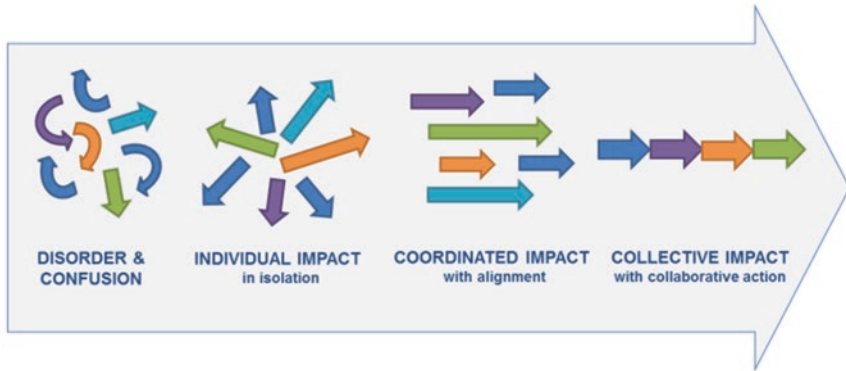 DISORDER &
CONFUSION
INDIVIDUAL IMPACT
in isolation
COORDINATED IMPACT
with alignment
COLLECTIVE IMPACT
with collaborative action